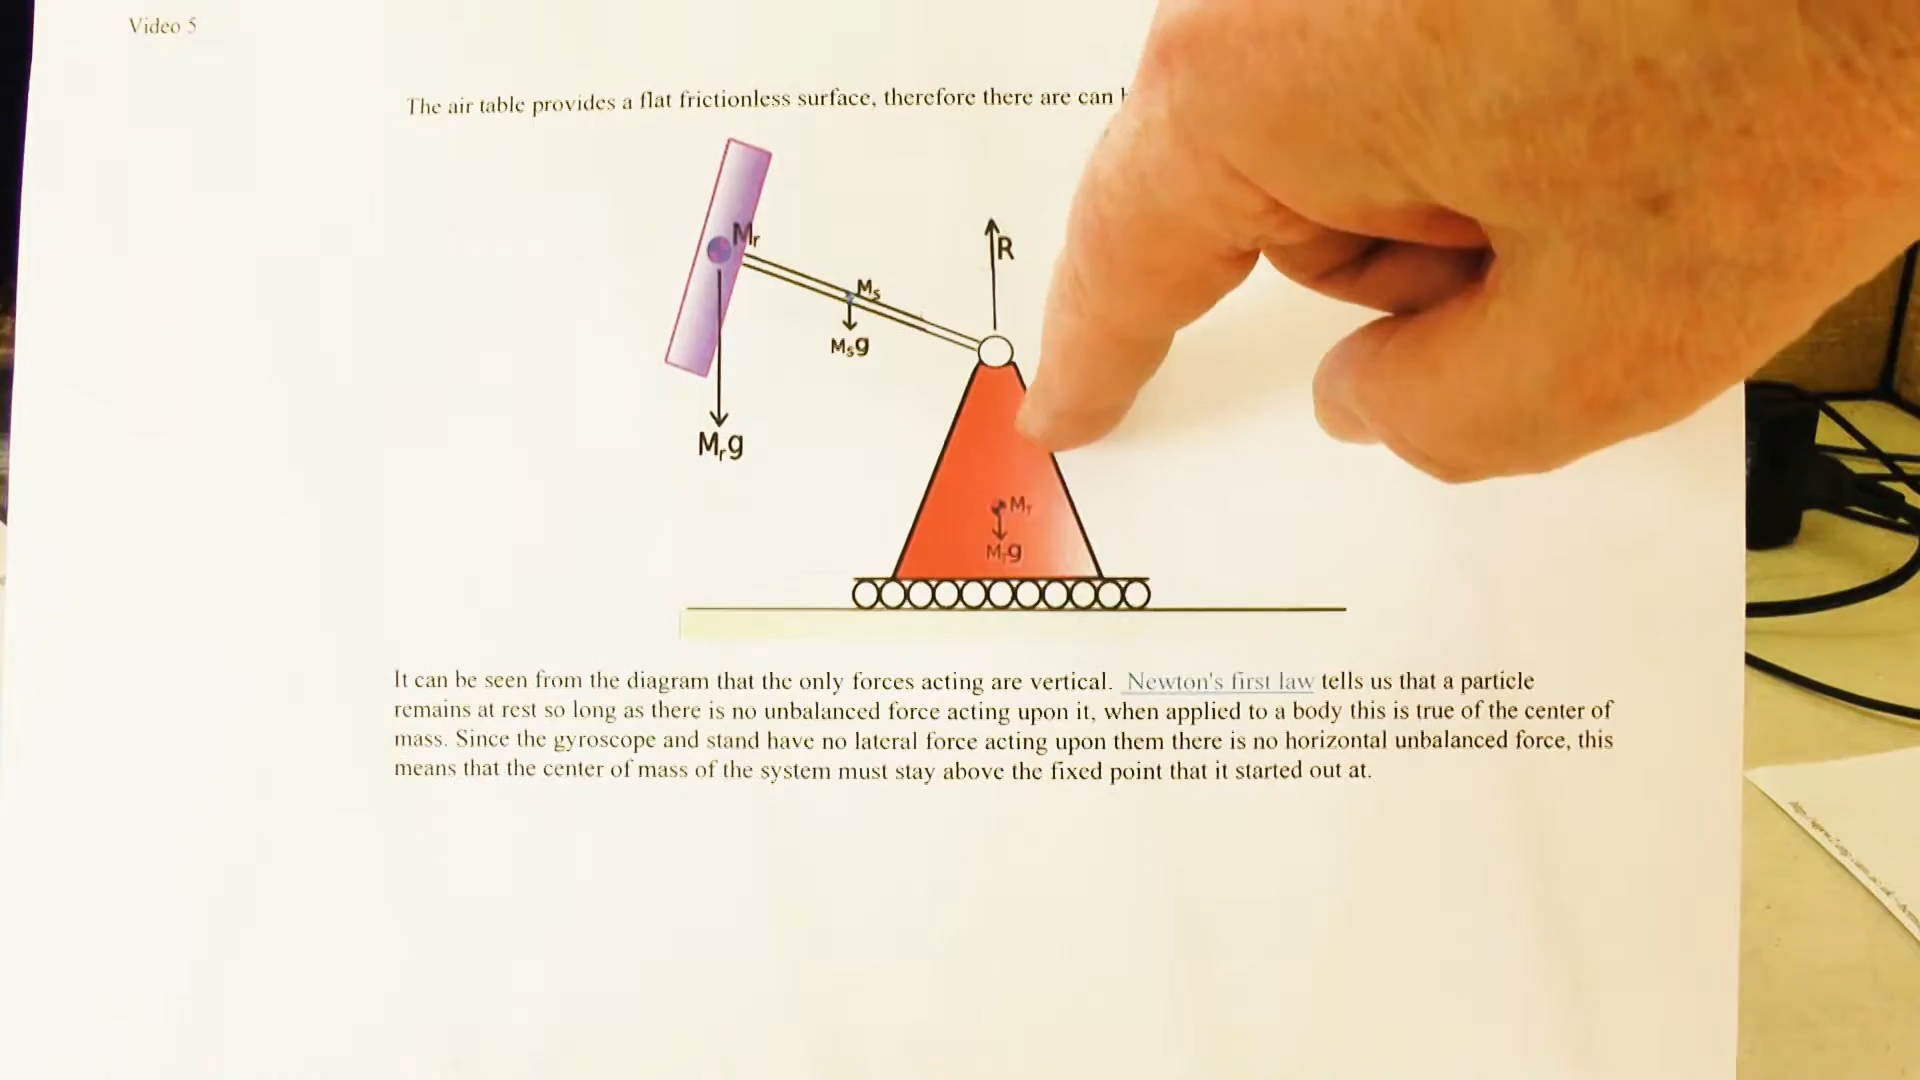 Video 5
The air table provides a flat frictionless surface, therefore there are can
Mr
R
Ms
Msg
Mrg
MT
MTg
It can be seen from the diagram that the only forces acting are vertical. Newton's first law tells us that a particle
remains at rest so long as there is no unbalanced force acting upon it, when applied to a body this is true of the center of
mass. Since the gyroscope and stand have no lateral force acting upon them there is no horizontal unbalanced force, this
means that the center of mass of the system must stay above the fixed point that it started out at.